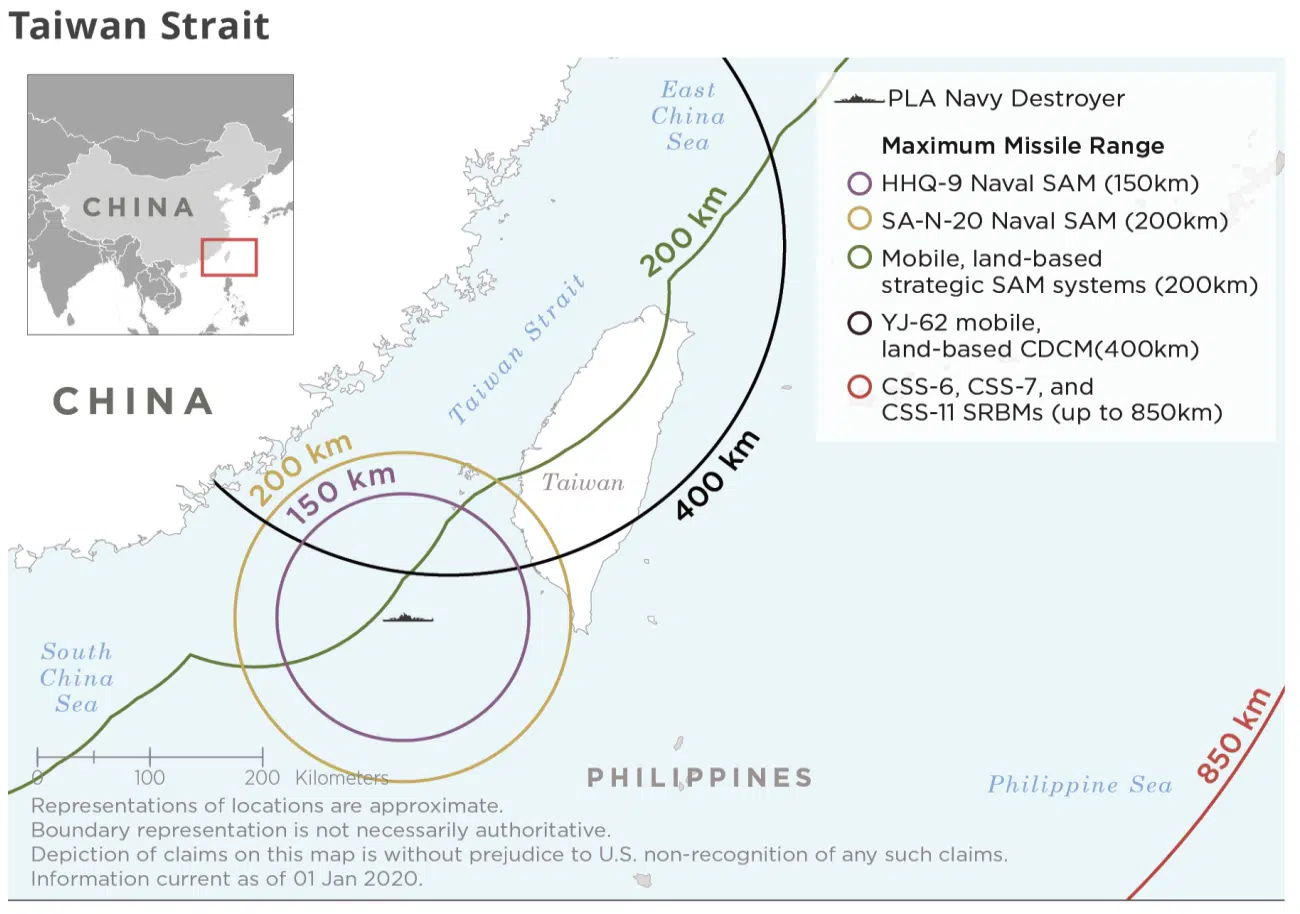 Taiwan Strait
CHINA
CHINA
East
China
Sea
Taiwan Strait
200 km
Taiwan
400 km
200 km
150 km
South
China
Sea
PLA Navy Destroyer
Maximum Missile Range
HHQ-9 Naval SAM (150km)
SA-N-20 Naval SAM (200km)
Mobile, land-based
strategic SAM systems (200km)
YJ-62 mobile,
land-based CDCM(400km)
CSS-6, CSS-7, and
CSS-11 SRBMs (up to 850km)
850 km
Philippine Sea
PHILIPPINES
0 100 200 Kilometers
Representations of locations are approximate.
Boundary representation is not necessarily authoritative.
Depiction of claims on this map is without prejudice to U.S. non-recognition of any such claims.
Information current as of 01 Jan 2020.